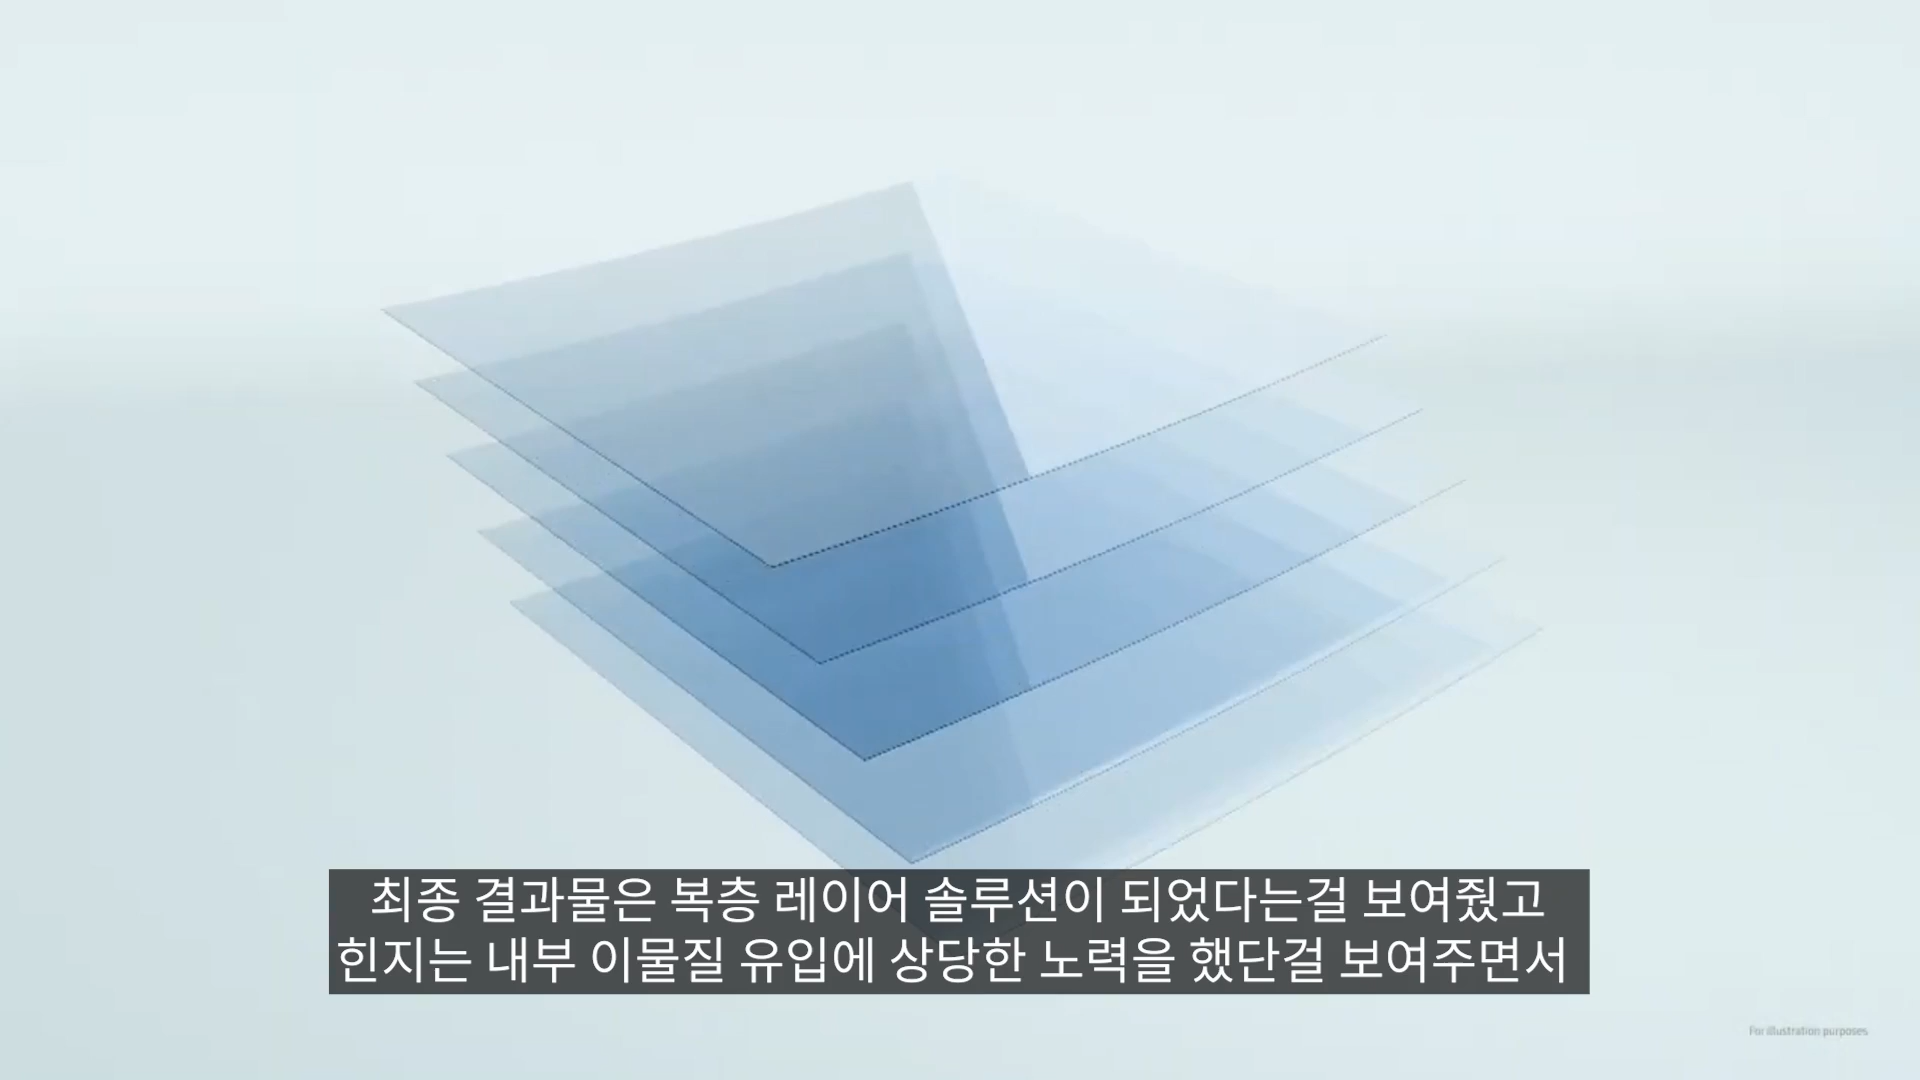 최종 결과물은 복층 레이어 솔루션이 되었다는걸 보여줬고
힌지는 내부 이물질 유입에 상당한 노력을 했단걸 보여주면서
For illustration purposes.